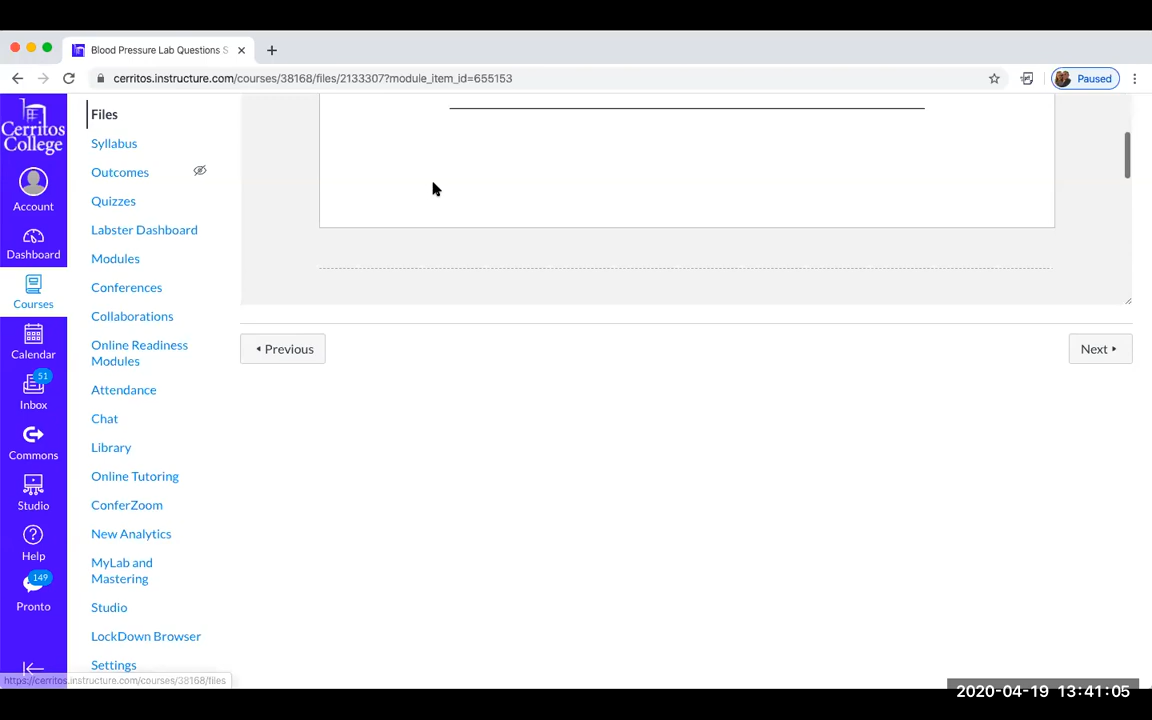 Blood Pressure Lab Questions S
cerritos.instructure.com/courses/38168/files/2133307?module_item_id=655153
Paused
Cerritos
College
Account
Dashboard
Courses
Calendar
51
Inbox
Commons
Studio
Help
149
Pronto
Files
Syllabus
Outcomes
Quizzes
Labster Dashboard
Modules
Conferences
Collaborations
Online Readiness
Modules
Attendance
Chat
Library
Online Tutoring
ConferZoom
New Analytics
MyLab and
Mastering
Studio
LockDown Browser
Settings
Previous
Next
https://cerritos.instructure.com/courses/38168/files
2020-04-19 13:41:05